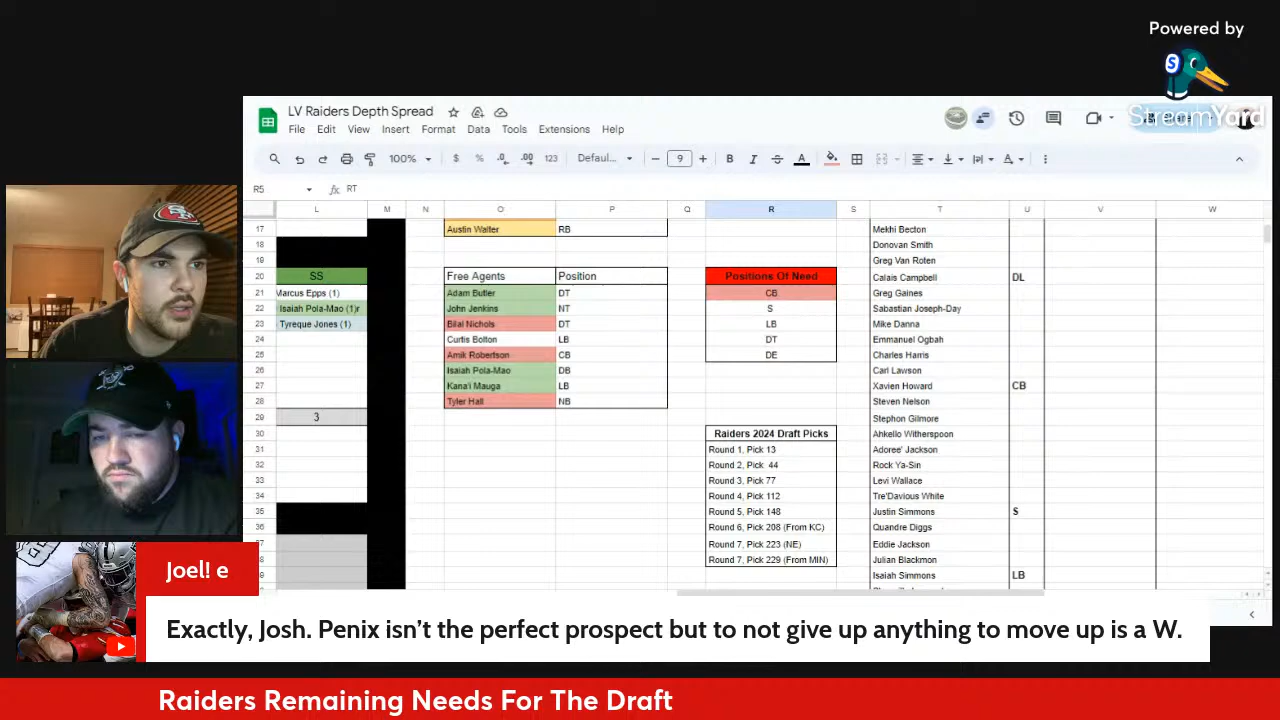 Powered by
StreamYard
LV Raiders Depth Spread
File Edit View Insert Format Data Tools Extensions Help
100% $ % .0 .00 123 Defaul... 9 B I A
R5 fx RT
L M N O P Q R S T U V W
17 Austin Walter RB Mekhi Becton
18 Donovan Smith
19 Greg Van Roten
20 SS Free Agents Position Positions Of Need Calais Campbell DL
21 Marcus Epps (1) Adam Butler DT CB Greg Gaines
22 Isaiah Pola-Mao (1)r John Jenkins NT S Sabastian Joseph-Day
23 Tyreque Jones (1) Bilal Nichols DT LB Mike Danna
24 Curtis Bolton LB DT Emmanuel Ogbah
25 Amik Robertson CB DE Charles Harris
26 Isaiah Pola-Mao DB Carl Lawson
27 Kana'i Mauga LB Xavien Howard CB
28 Tyler Hall NB Steven Nelson
29 3 Stephon Gilmore
30 Raiders 2024 Draft Picks Ahkello Witherspoon
31 Round 1, Pick 13 Adoree' Jackson
32 Round 2, Pick 44 Rock Ya-Sin
33 Round 3, Pick 77 Levi Wallace
34 Round 4, Pick 112 Tre'Davious White
35 Round 5, Pick 148 Justin Simmons S
36 Round 6, Pick 208 (From KC) Quandre Diggs
Round 7, Pick 223 (NE) Eddie Jackson
Round 7, Pick 229 (From MIN) Julian Blackmon
Isaiah Simmons LB
Joel! e
Exactly, Josh. Penix isn't the perfect prospect but to not give up anything to move up is a W.
Raiders Remaining Needs For The Draft